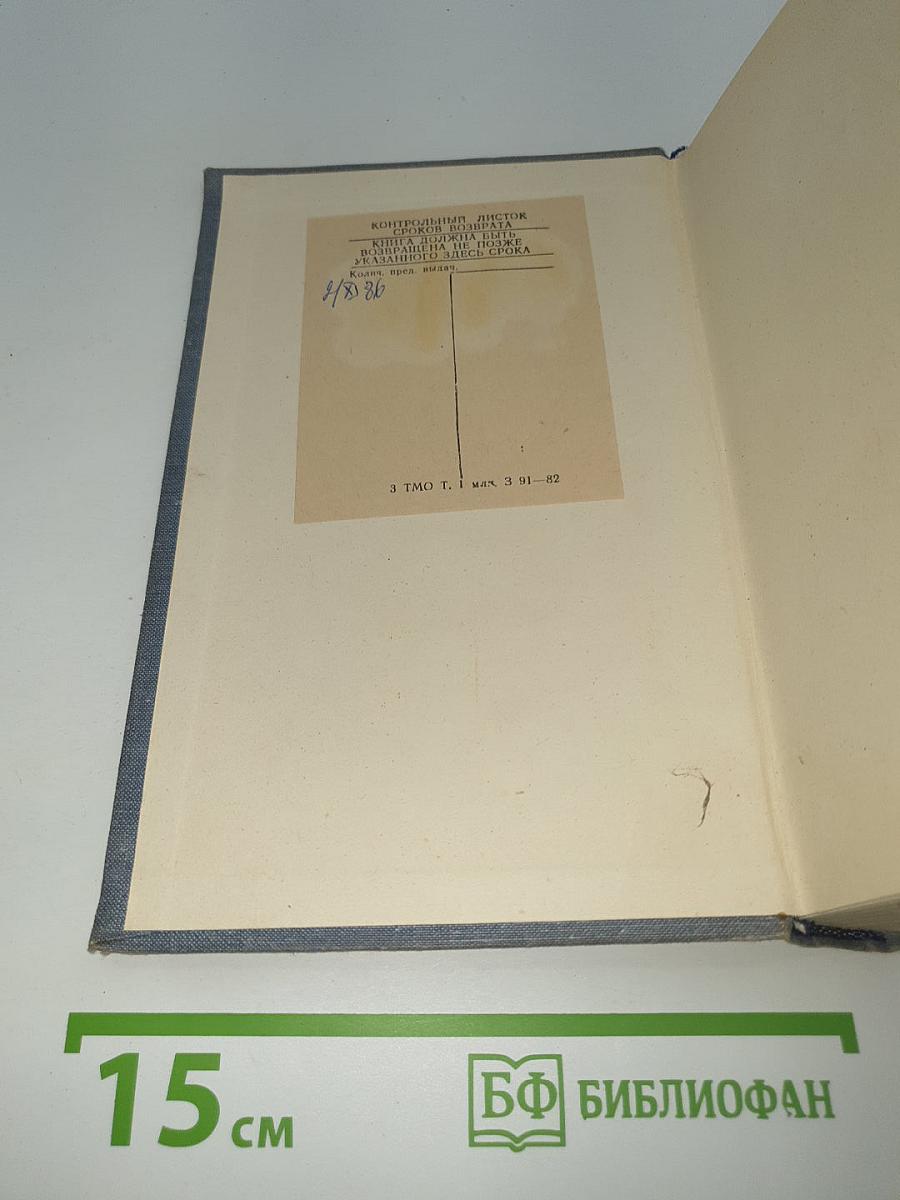 КОНТРОЛЬНЫЙ ЛИСТОК
СРОКОВ ВОЗВРАТА
КНИГА ДОЛЖНА БЫТЬ
ВОЗВРАЩЕНА НЕ ПОЗЖЕ
УКАЗАННОГО ЗДЕСЬ СРОКА
Колич. пред. выдач.
86
3 ТМО Т. 1 млн. З 91—82
15 см
БФ БИБЛИОФАН